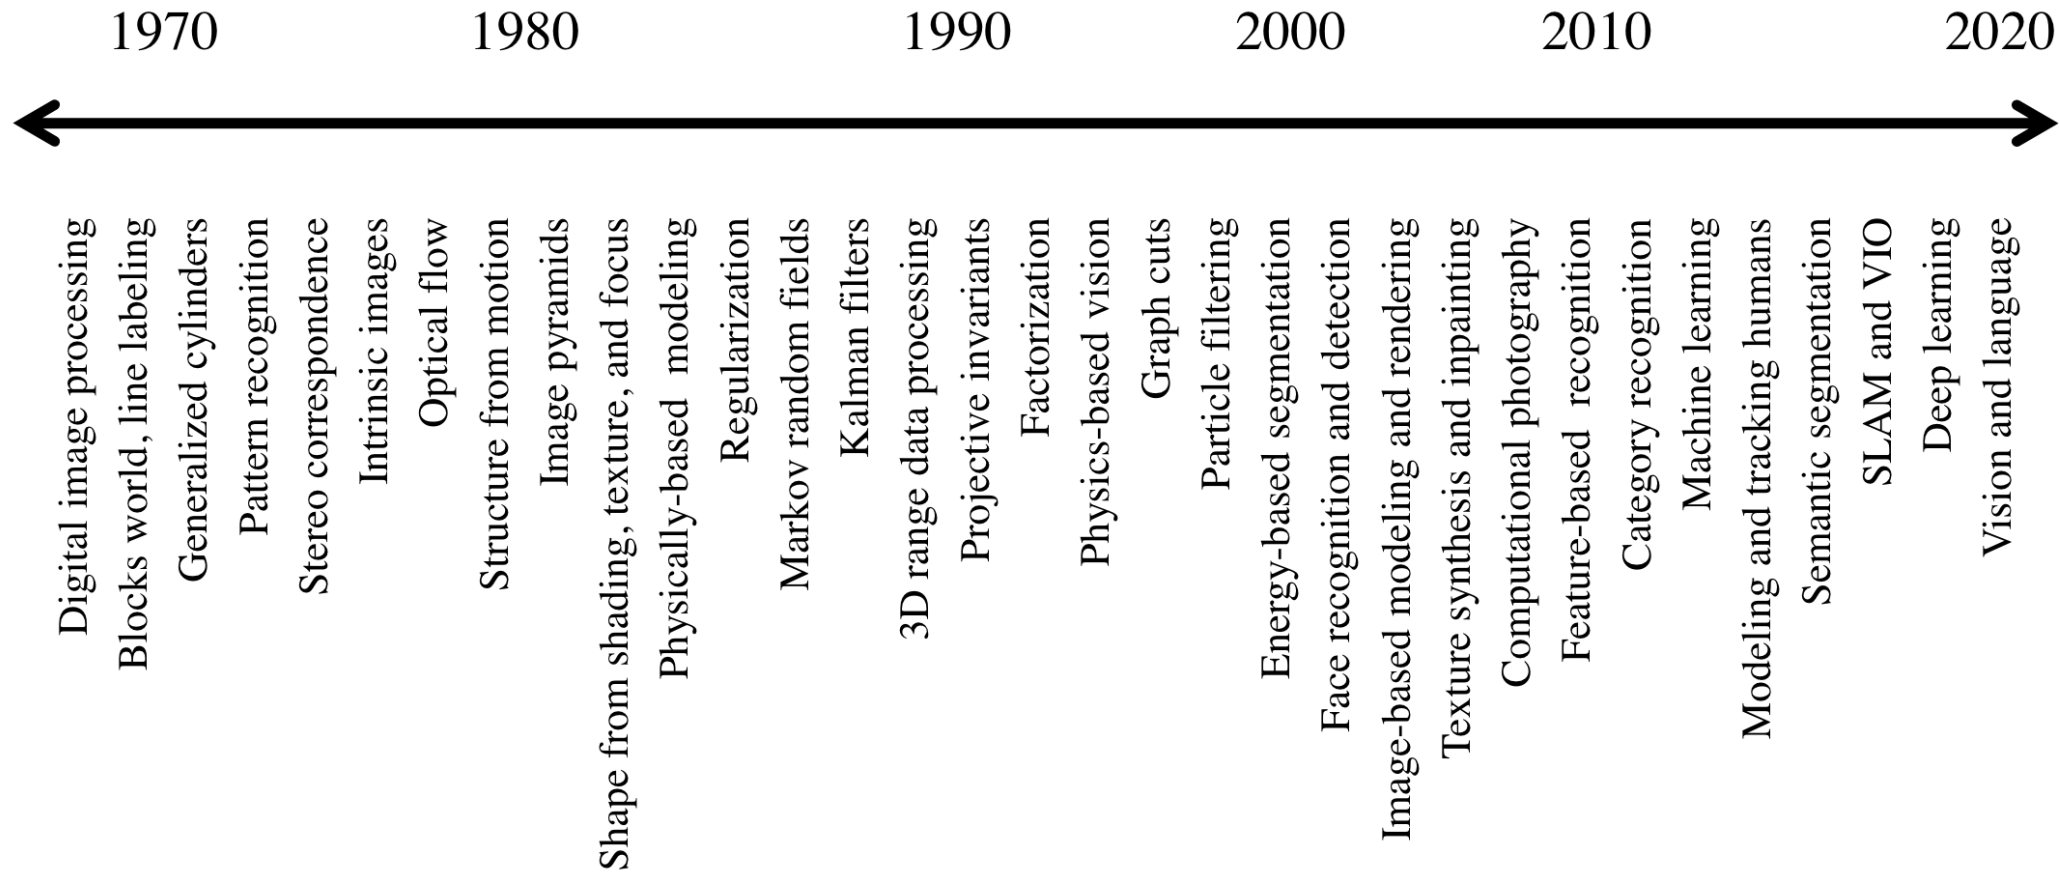 1970 1980 1990 2000 2010 2020
Digital image processing
Blocks world, line labeling
Generalized cylinders
Pattern recognition
Stereo correspondence
Intrinsic images
Optical flow
Structure from motion
Image pyramids
Shape from shading, texture, and focus
Physically-based modeling
Regularization
Markov random fields
Kalman filters
3D range data processing
Projective invariants
Factorization
Physics-based vision
Graph cuts
Particle filtering
Energy-based segmentation
Face recognition and detection
Image-based modeling and rendering
Texture synthesis and inpainting
Computational photography
Feature-based recognition
Category recognition
Machine learning
Modeling and tracking humans
Semantic segmentation
SLAM and VIO
Deep learning
Vision and language